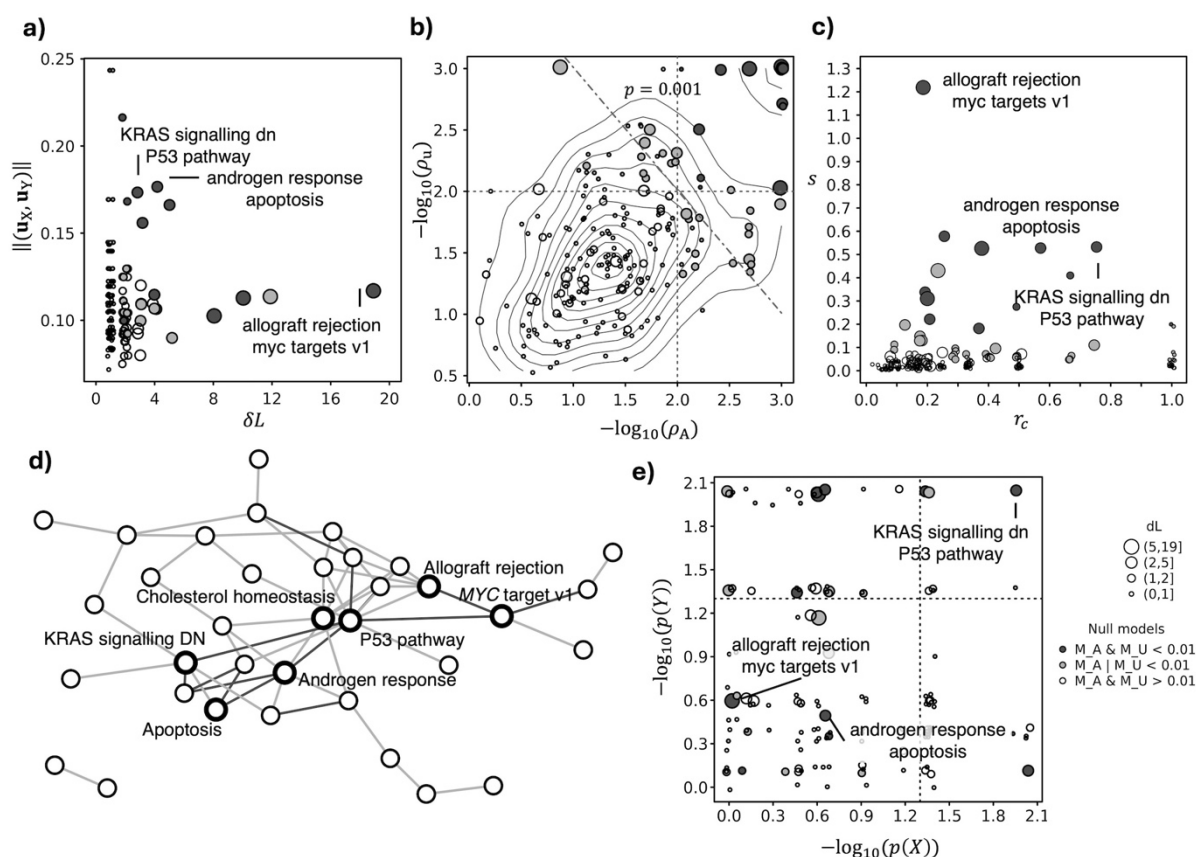 a)
0.25
0.20
0.15
0.10
||(u_X, u_Y)||
KRAS signalling dn
P53 pathway
androgen response
apoptosis
allograft rejection
myc targets v1
0 4 8 12 16 20
δL
b)
3.0
2.5
2.0
1.5
1.0
0.5
−log₁₀(ρ_u)
p = 0.001
0.0 0.5 1.0 1.5 2.0 2.5 3.0
−log₁₀(ρ_A)
c)
1.3
1.2
1.1
1.0
0.9
0.8
0.7
0.6
0.5
0.4
0.3
0.2
0.1
0.0
s
allograft rejection
myc targets v1
androgen response
apoptosis
KRAS signalling dn
P53 pathway
0.0 0.2 0.4 0.6 0.8 1.0
r_c
d)
Allograft rejection
Cholesterol homeostasis
MYC target v1
KRAS signalling DN
P53 pathway
Androgen response
Apoptosis
e)
2.1
1.8
1.5
1.2
0.9
0.6
0.3
0.0
−log₁₀(p(Y))
KRAS signalling dn
P53 pathway
allograft rejection
myc targets v1
androgen response
apoptosis
0.0 0.3 0.6 0.9 1.2 1.5 1.8 2.1
−log₁₀(p(X))
dL
(5,19]
(2,5]
(1,2]
(0,1]
Null models
M_A & M_U < 0.01
M_A | M_U < 0.01
M_A & M_U > 0.01